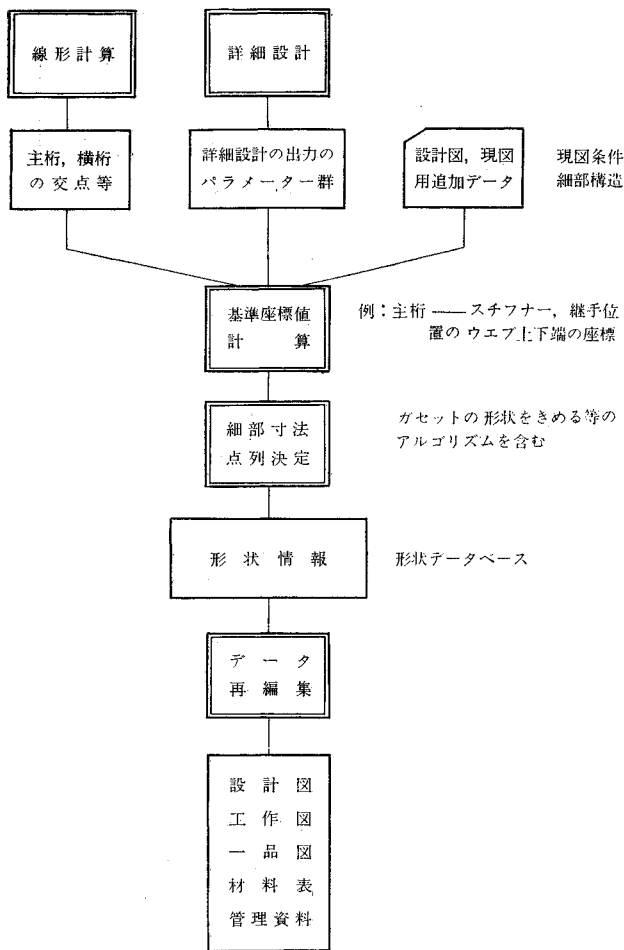 線形計算
詳細設計
主桁,横桁
の交点等
詳細設計の出力の
パラメーター群
設計図,現図
用追加データ
現図条件
細部構造
基準座標値
計算
例:主桁――スチフナー,継手位
置のウエブ上下端の座標
細部寸法
点列決定
ガセットの形状をきめる等の
アルゴリズムを含む
形状情報
形状データベース
データ
再編集
設計図
工作図
一品図
材料表
管理資料